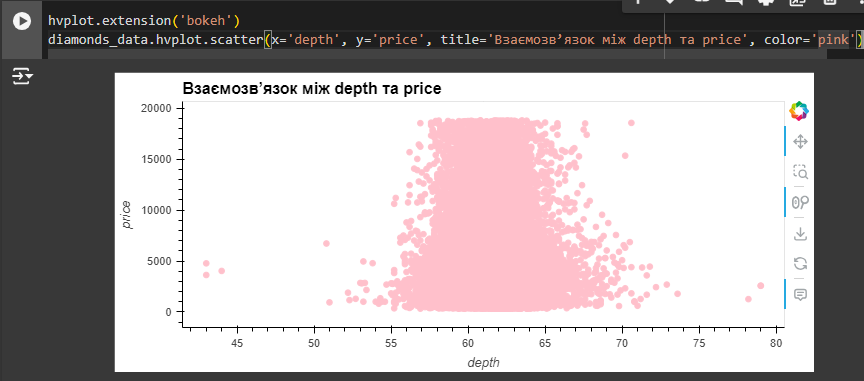 hvplot.extension('bokeh')
diamonds_data.hvplot.scatter(x='depth', y='price', title='Взаємозв’язок між depth та price', color='pink')
Взаємозв’язок між depth та price
20000
15000
10000
5000
0
price
45
50
55
60
65
70
75
80
depth